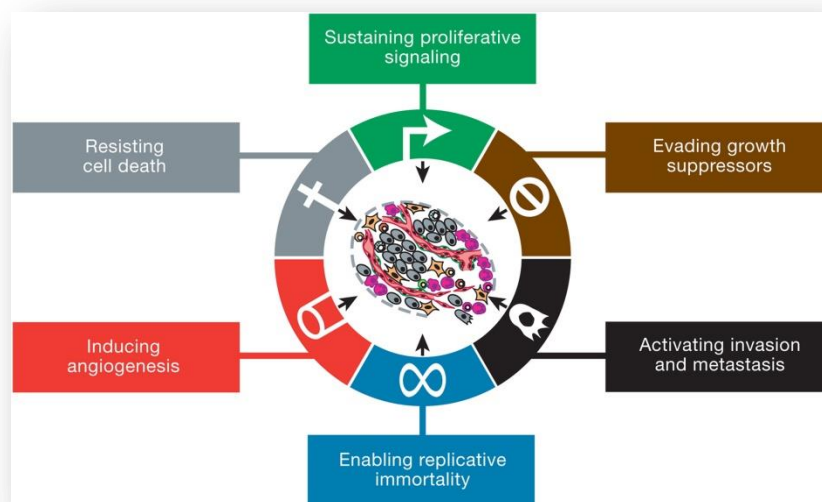 Sustaining proliferative
signaling
Resisting
cell death
Evading growth
suppressors
Inducing
angiogenesis
Activating invasion
and metastasis
Enabling replicative
immortality